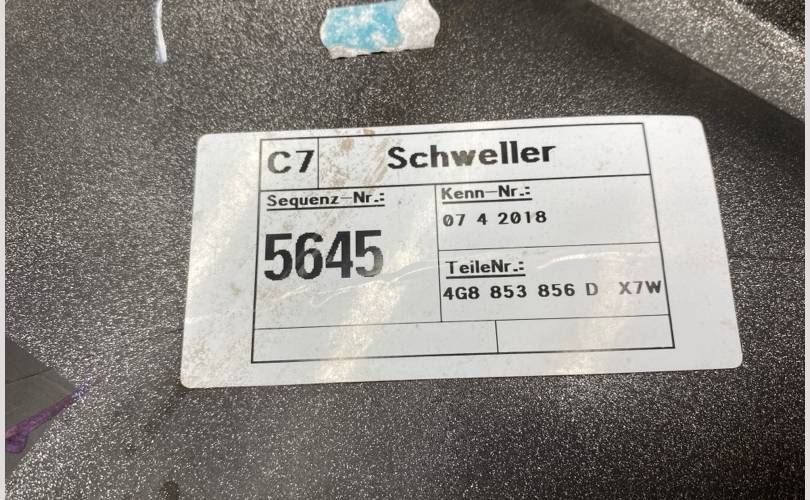 C7 Schweller
Sequenz-Nr.: Kenn-Nr.:
07 4 2018
5645
TeileNr.:
4G8 853 856 D X7W